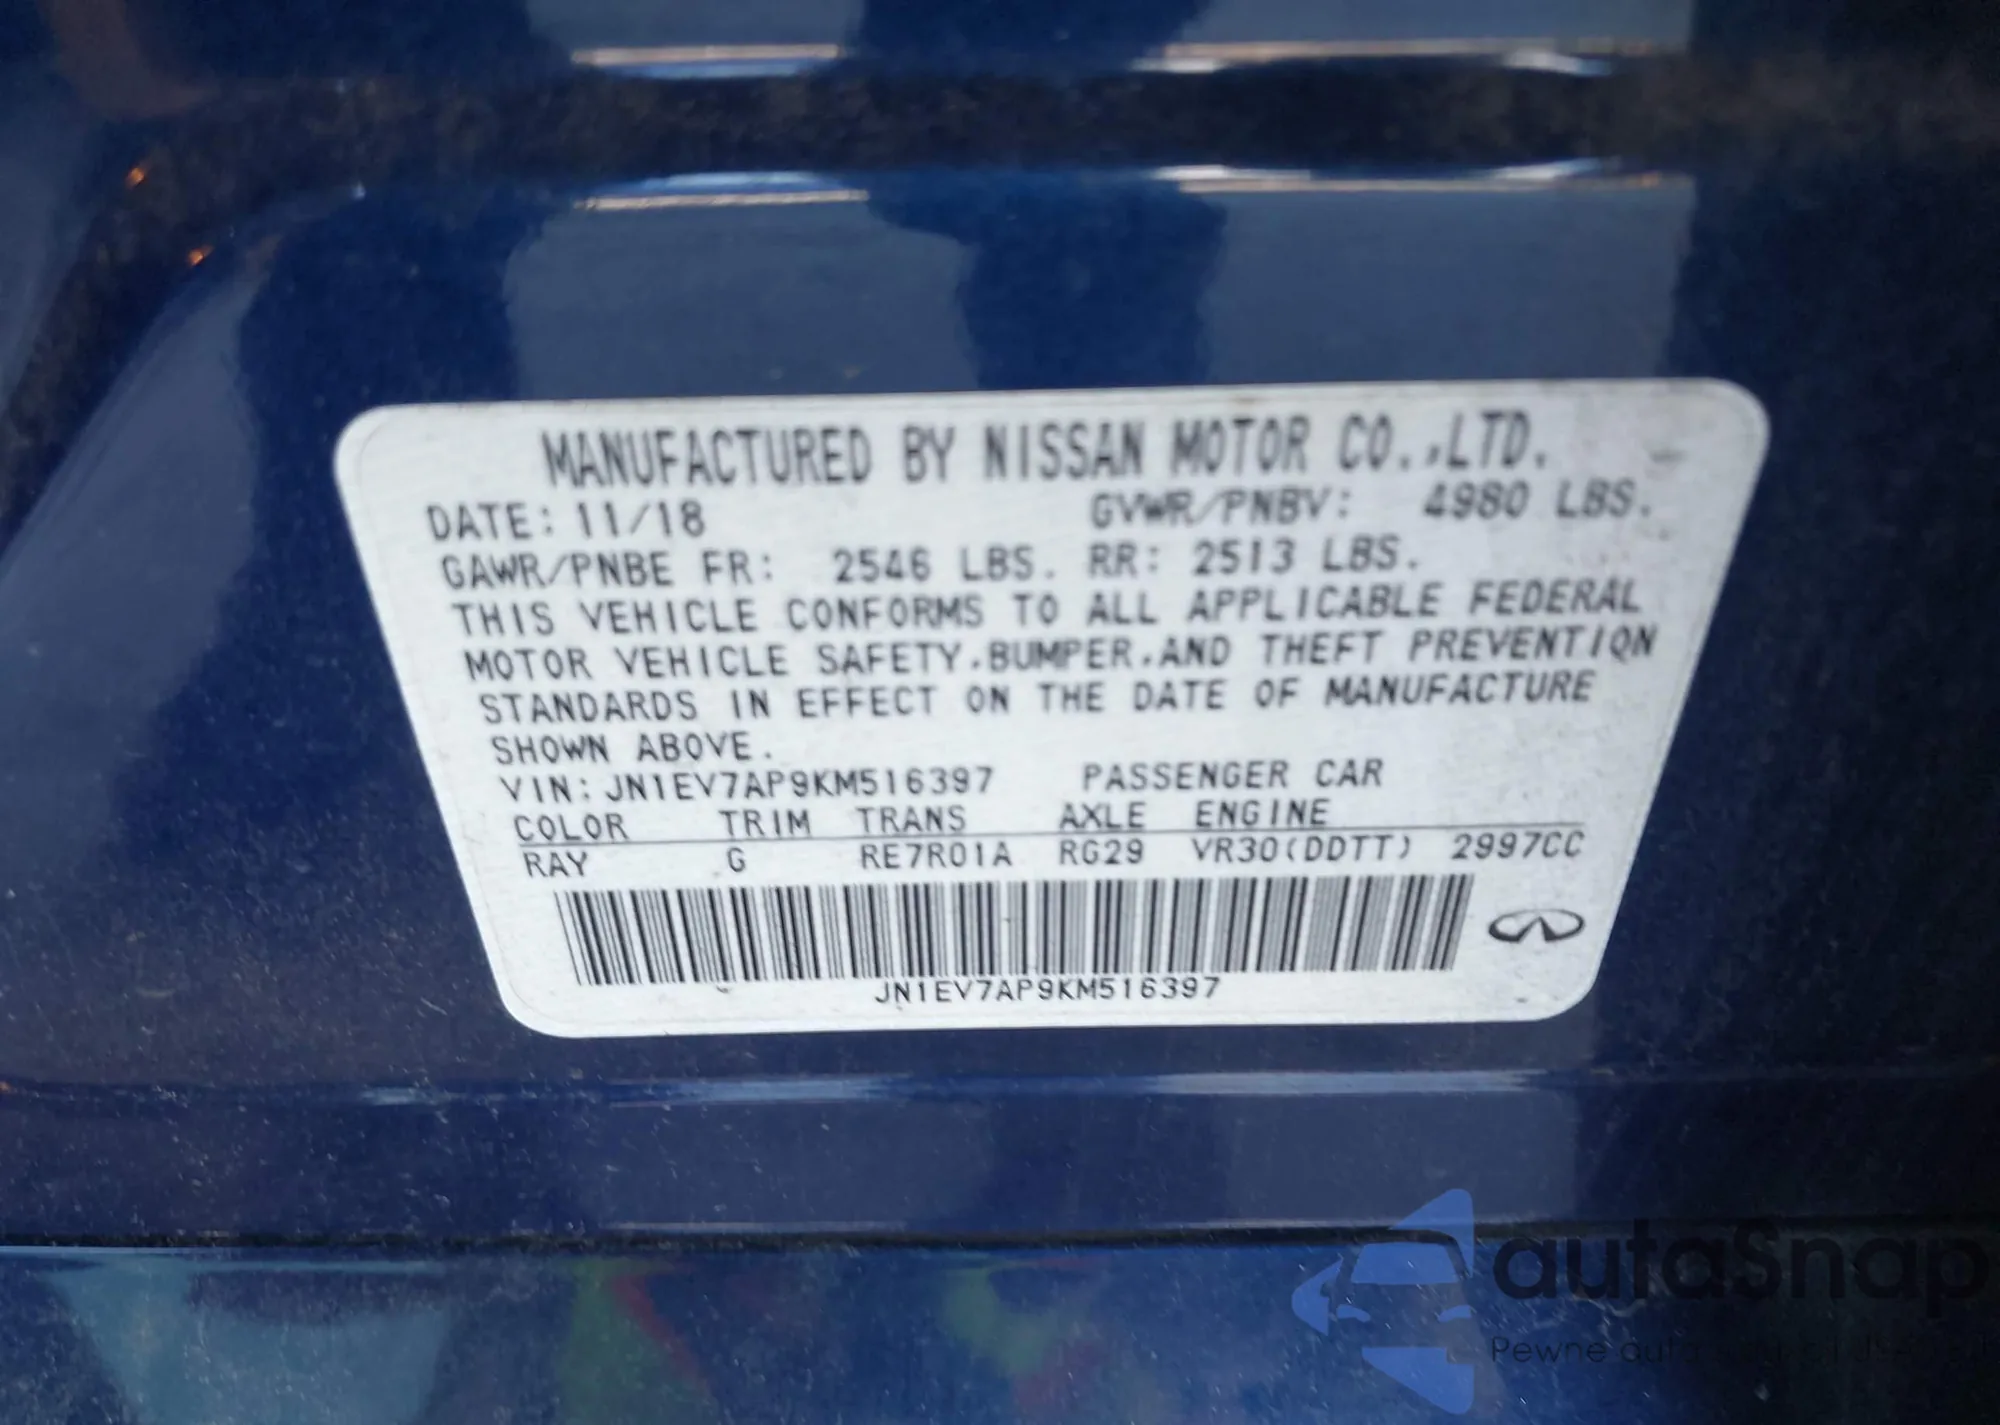 MANUFACTURED BY NISSAN MOTOR CO.,LTD.
DATE: 11/18 GVWR/PNBV: 4980 LBS.
GAWR/PNBE FR: 2546 LBS. RR: 2513 LBS.
THIS VEHICLE CONFORMS TO ALL APPLICABLE FEDERAL
MOTOR VEHICLE SAFETY,BUMPER,AND THEFT PREVENTION
STANDARDS IN EFFECT ON THE DATE OF MANUFACTURE
SHOWN ABOVE.
VIN: JN1EV7AP9KM516397 PASSENGER CAR
COLOR TRIM TRANS AXLE ENGINE
RAY G RE7R01A RG29 VR30(DDTT) 2997CC
JN1EV7AP9KM516397
autaSnap
Pewne auta